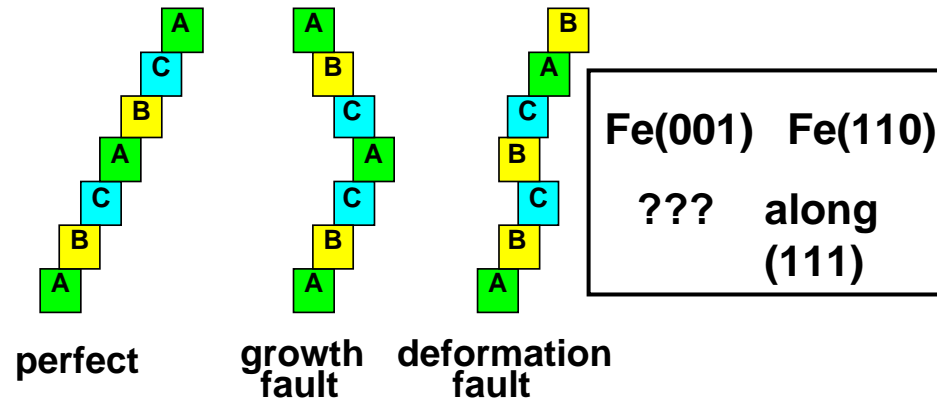 A
C
B
A
C
B
A
perfect
A
B
C
A
C
B
A
growth
fault
B
A
C
B
C
B
A
deformation
fault
Fe(001) Fe(110)
??? along
(111)